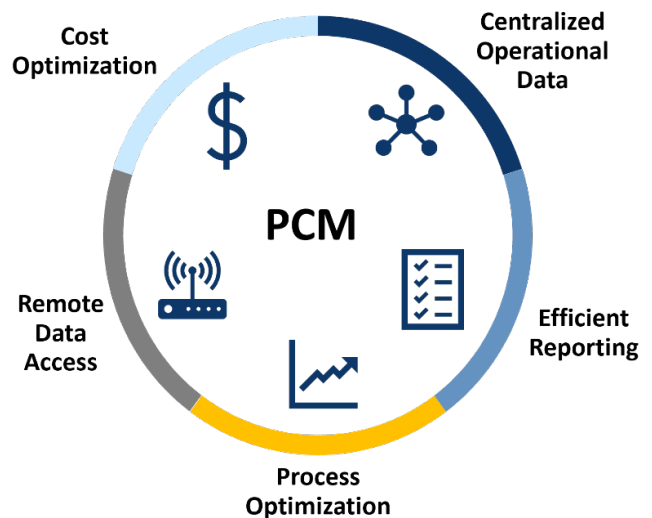 Cost
Optimization
Centralized
Operational
Data
PCM
Remote
Data
Access
Efficient
Reporting
Process
Optimization